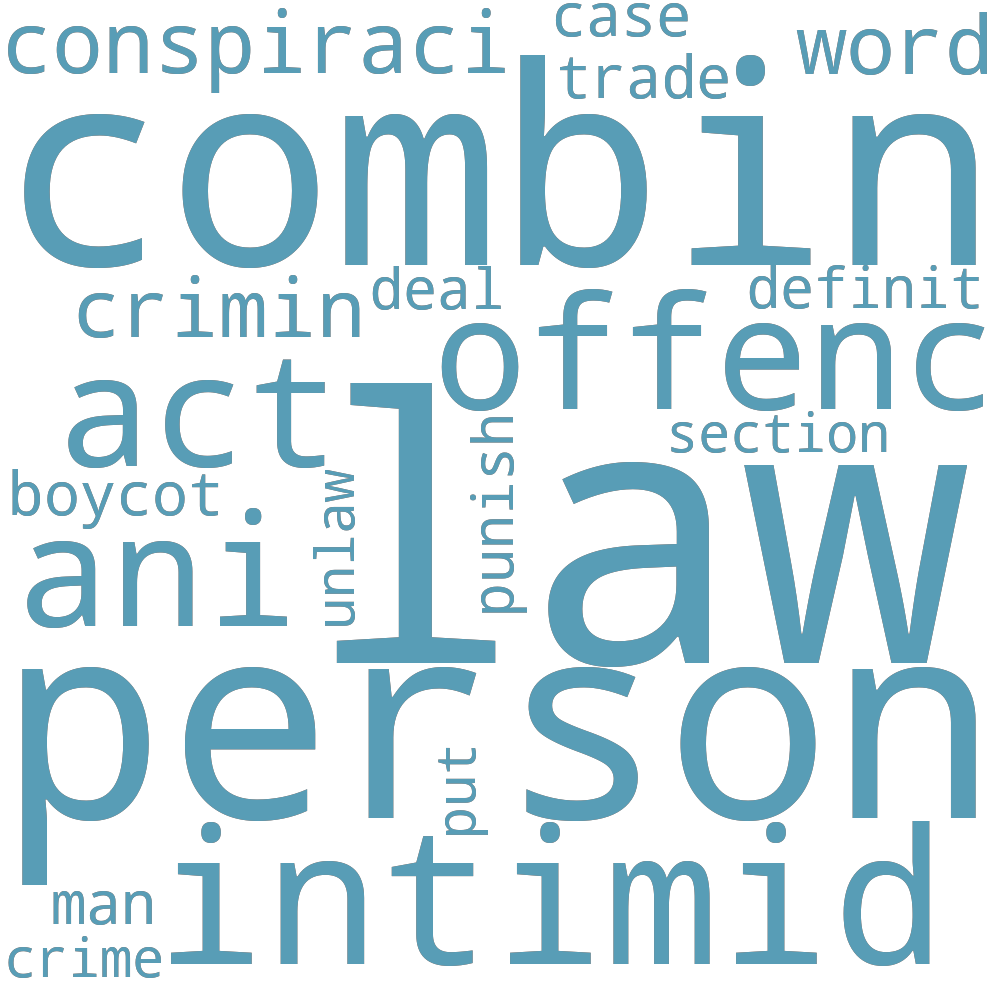 conspiraci
case
word
trade
combin
crimin
deal
definit
offenc
act
section
boycot
punish
unlaw
law
ani
person
put
intimid
man
crime